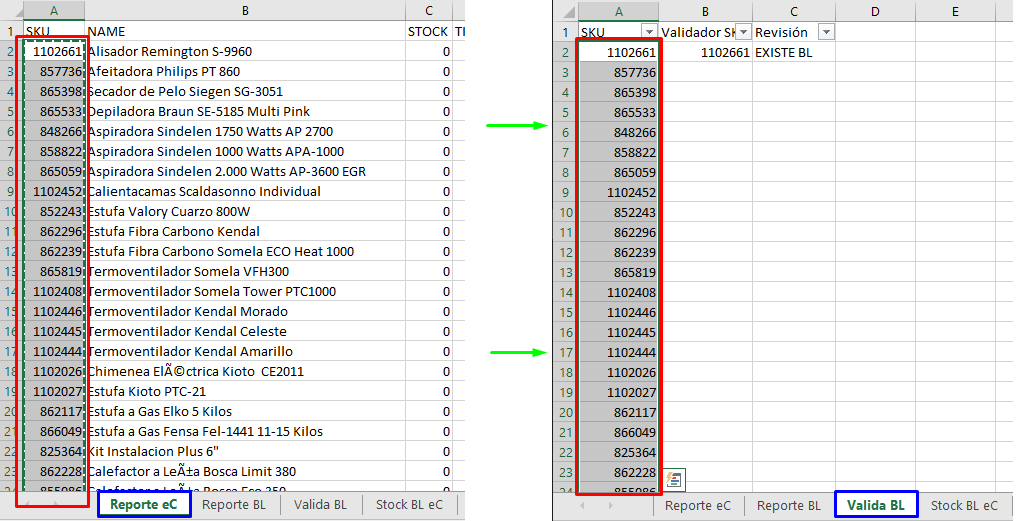 A B C
1 SKU NAME STOCK TI
2 1102661 Alisador Remington S-9960 0
3 857736 Afeitadora Philips PT 860 0
4 865398 Secador de Pelo Siegen SG-3051 0
5 865533 Depiladora Braun SE-5185 Multi Pink 0
6 848266 Aspiradora Sindelen 1750 Watts AP 2700 0
7 858822 Aspiradora Sindelen 1000 Watts APA-1000 0
8 865059 Aspiradora Sindelen 2.000 Watts AP-3600 EGR 0
9 1102452 Calientacamas Scaldasonno Individual 0
10 852243 Estufa Valory Cuarzo 800W 0
11 862296 Estufa Fibra Carbono Kendal 0
12 862239 Estufa Fibra Carbono Somela ECO Heat 1000 0
13 865819 Termoventilador Somela VFH300 0
14 1102408 Termoventilador Somela Tower PTC1000 0
15 1102446 Termoventilador Kendal Morado 0
16 1102445 Termoventilador Kendal Celeste 0
17 1102444 Termoventilador Kendal Amarillo 0
18 1102026 Chimenea ElÃ©ctrica Kioto  CE2011 0
19 1102027 Estufa Kioto PTC-21 0
20 862117 Estufa a Gas Elko 5 Kilos 0
21 866049 Estufa a Gas Fensa Fel-1441 11-15 Kilos 0
22 825364 Kit Instalacion Plus 6" 0
23 862228 Calefactor a LeÃ±a Bosca Limit 380 0
24 855086 Calefactor a LeÃ±a Bosca Eco 350 0
Reporte eC Reporte BL Valida BL Stock BL eC
A B C D E
1 SKU Validador SK Revisión
2 1102661 1102661 EXISTE BL
3 857736
4 865398
5 865533
6 848266
7 858822
8 865059
9 1102452
10 852243
11 862296
12 862239
13 865819
14 1102408
15 1102446
16 1102445
17 1102444
18 1102026
19 1102027
20 862117
21 866049
22 825364
23 862228
24 855086
Reporte eC Reporte BL Valida BL Stock BL eC